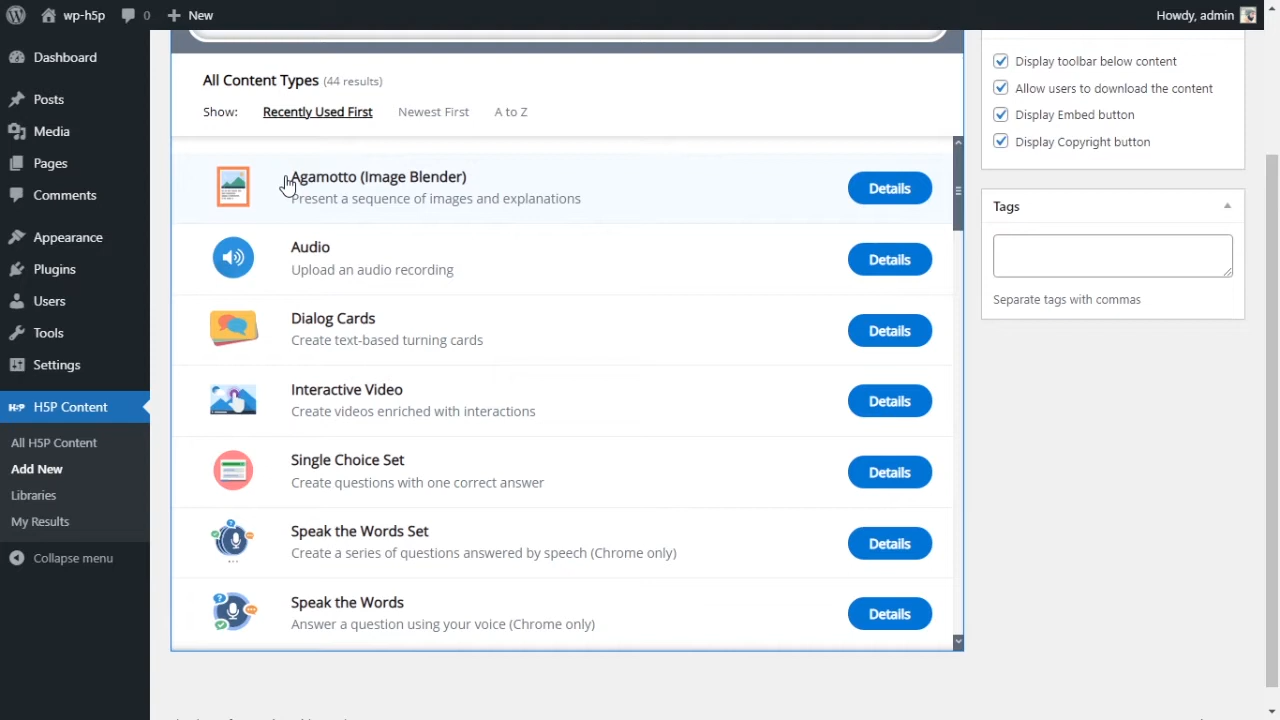 wp-h5p
0
New
Howdy, admin
Dashboard
Posts
Media
Pages
Comments
Appearance
Plugins
Users
Tools
Settings
H5P
H5P Content
All H5P Content
Add New
Libraries
My Results
Collapse menu
All Content Types (44 results)
Show: Recently Used First Newest First A to Z
Agamotto (Image Blender)
Present a sequence of images and explanations
Details
Audio
Upload an audio recording
Details
Dialog Cards
Create text-based turning cards
Details
Interactive Video
Create videos enriched with interactions
Details
Single Choice Set
Create questions with one correct answer
Details
Speak the Words Set
Create a series of questions answered by speech (Chrome only)
Details
Speak the Words
Answer a question using your voice (Chrome only)
Details
Display toolbar below content
Allow users to download the content
Display Embed button
Display Copyright button
Tags
Separate tags with commas